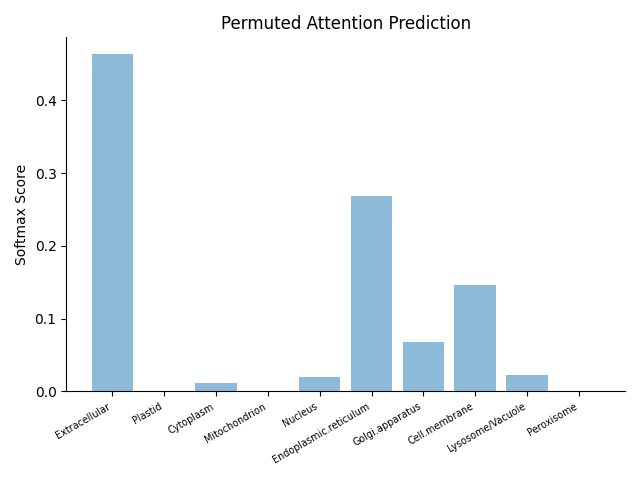 Permuted Attention Prediction
Softmax Score
0.4
0.3
0.2
0.1
0.0
Extracellular
Plastid
Cytoplasm
Mitochondrion
Nucleus
Endoplasmic.reticulum
Golgi.apparatus
Cell.membrane
Lysosome/Vacuole
Peroxisome